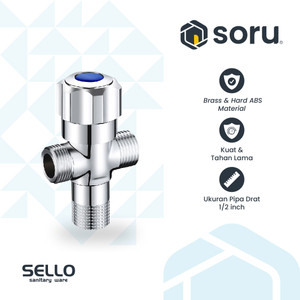 soru®
Brass & Hard ABS
Material
Kuat &
Tahan Lama
Ukuran Pipa Drat
1/2 inch
SELLO
sanitary ware